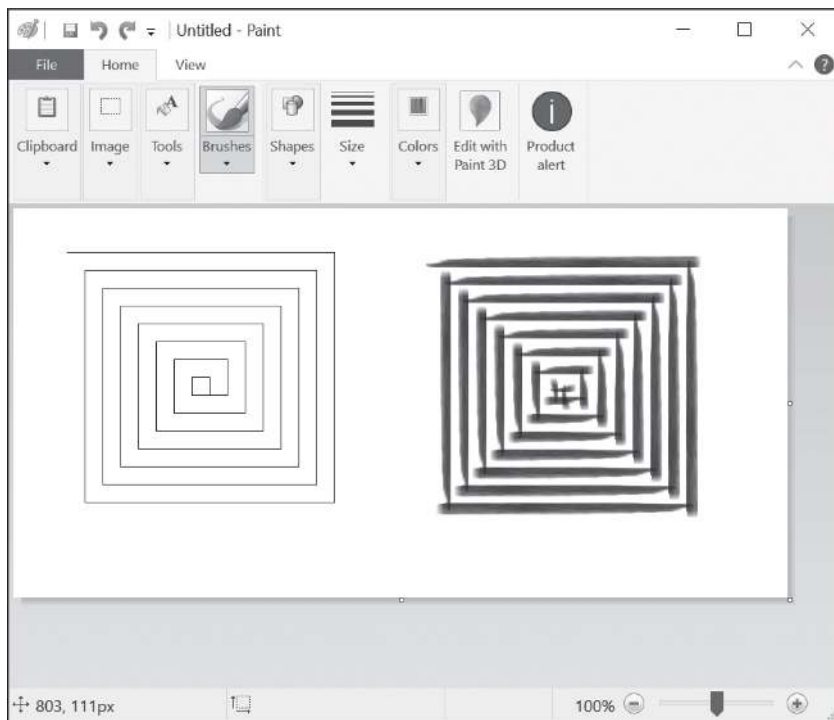 Untitled - Paint
File Home View
Clipboard Image Tools Brushes Shapes Size Colors Edit with Paint 3D Product alert
803, 111px 100%